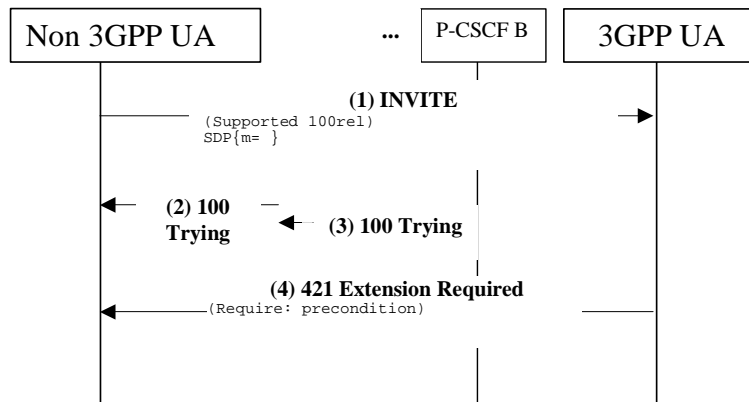 Non 3GPP UA
...
P-CSCF B
3GPP UA
(1) INVITE
(Supported 100rel)
SDP{m= }
(2) 100
Trying
(3) 100 Trying
(4) 421 Extension Required
(Require: precondition)